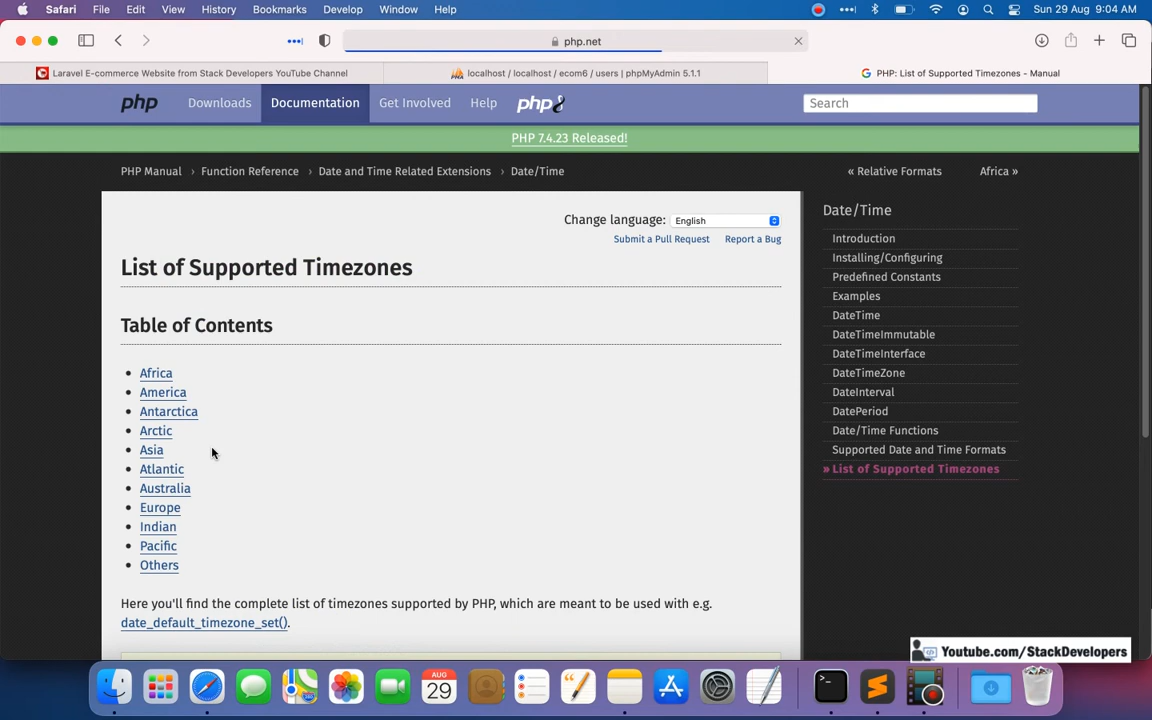 Safari File Edit View History Bookmarks Develop Window Help Sun 29 Aug 9:04 AM
php.net
Laravel E-commerce Website from Stack Developers YouTube Channel
localhost / localhost / ecom6 / users | phpMyAdmin 5.1.1
PHP: List of Supported Timezones - Manual
php Downloads Documentation Get Involved Help php8 Search
PHP 7.4.23 Released!
PHP Manual › Function Reference › Date and Time Related Extensions › Date/Time
« Relative Formats Africa »
Change language: English
Submit a Pull Request Report a Bug
List of Supported Timezones
Table of Contents
• Africa
• America
• Antarctica
• Arctic
• Asia
• Atlantic
• Australia
• Europe
• Indian
• Pacific
• Others
Here you'll find the complete list of timezones supported by PHP, which are meant to be used with e.g.
date_default_timezone_set().
Date/Time
Introduction
Installing/Configuring
Predefined Constants
Examples
DateTime
DateTimeImmutable
DateTimeInterface
DateTimeZone
DateInterval
DatePeriod
Date/Time Functions
Supported Date and Time Formats
» List of Supported Timezones
Youtube.com/StackDevelopers
AUG
29